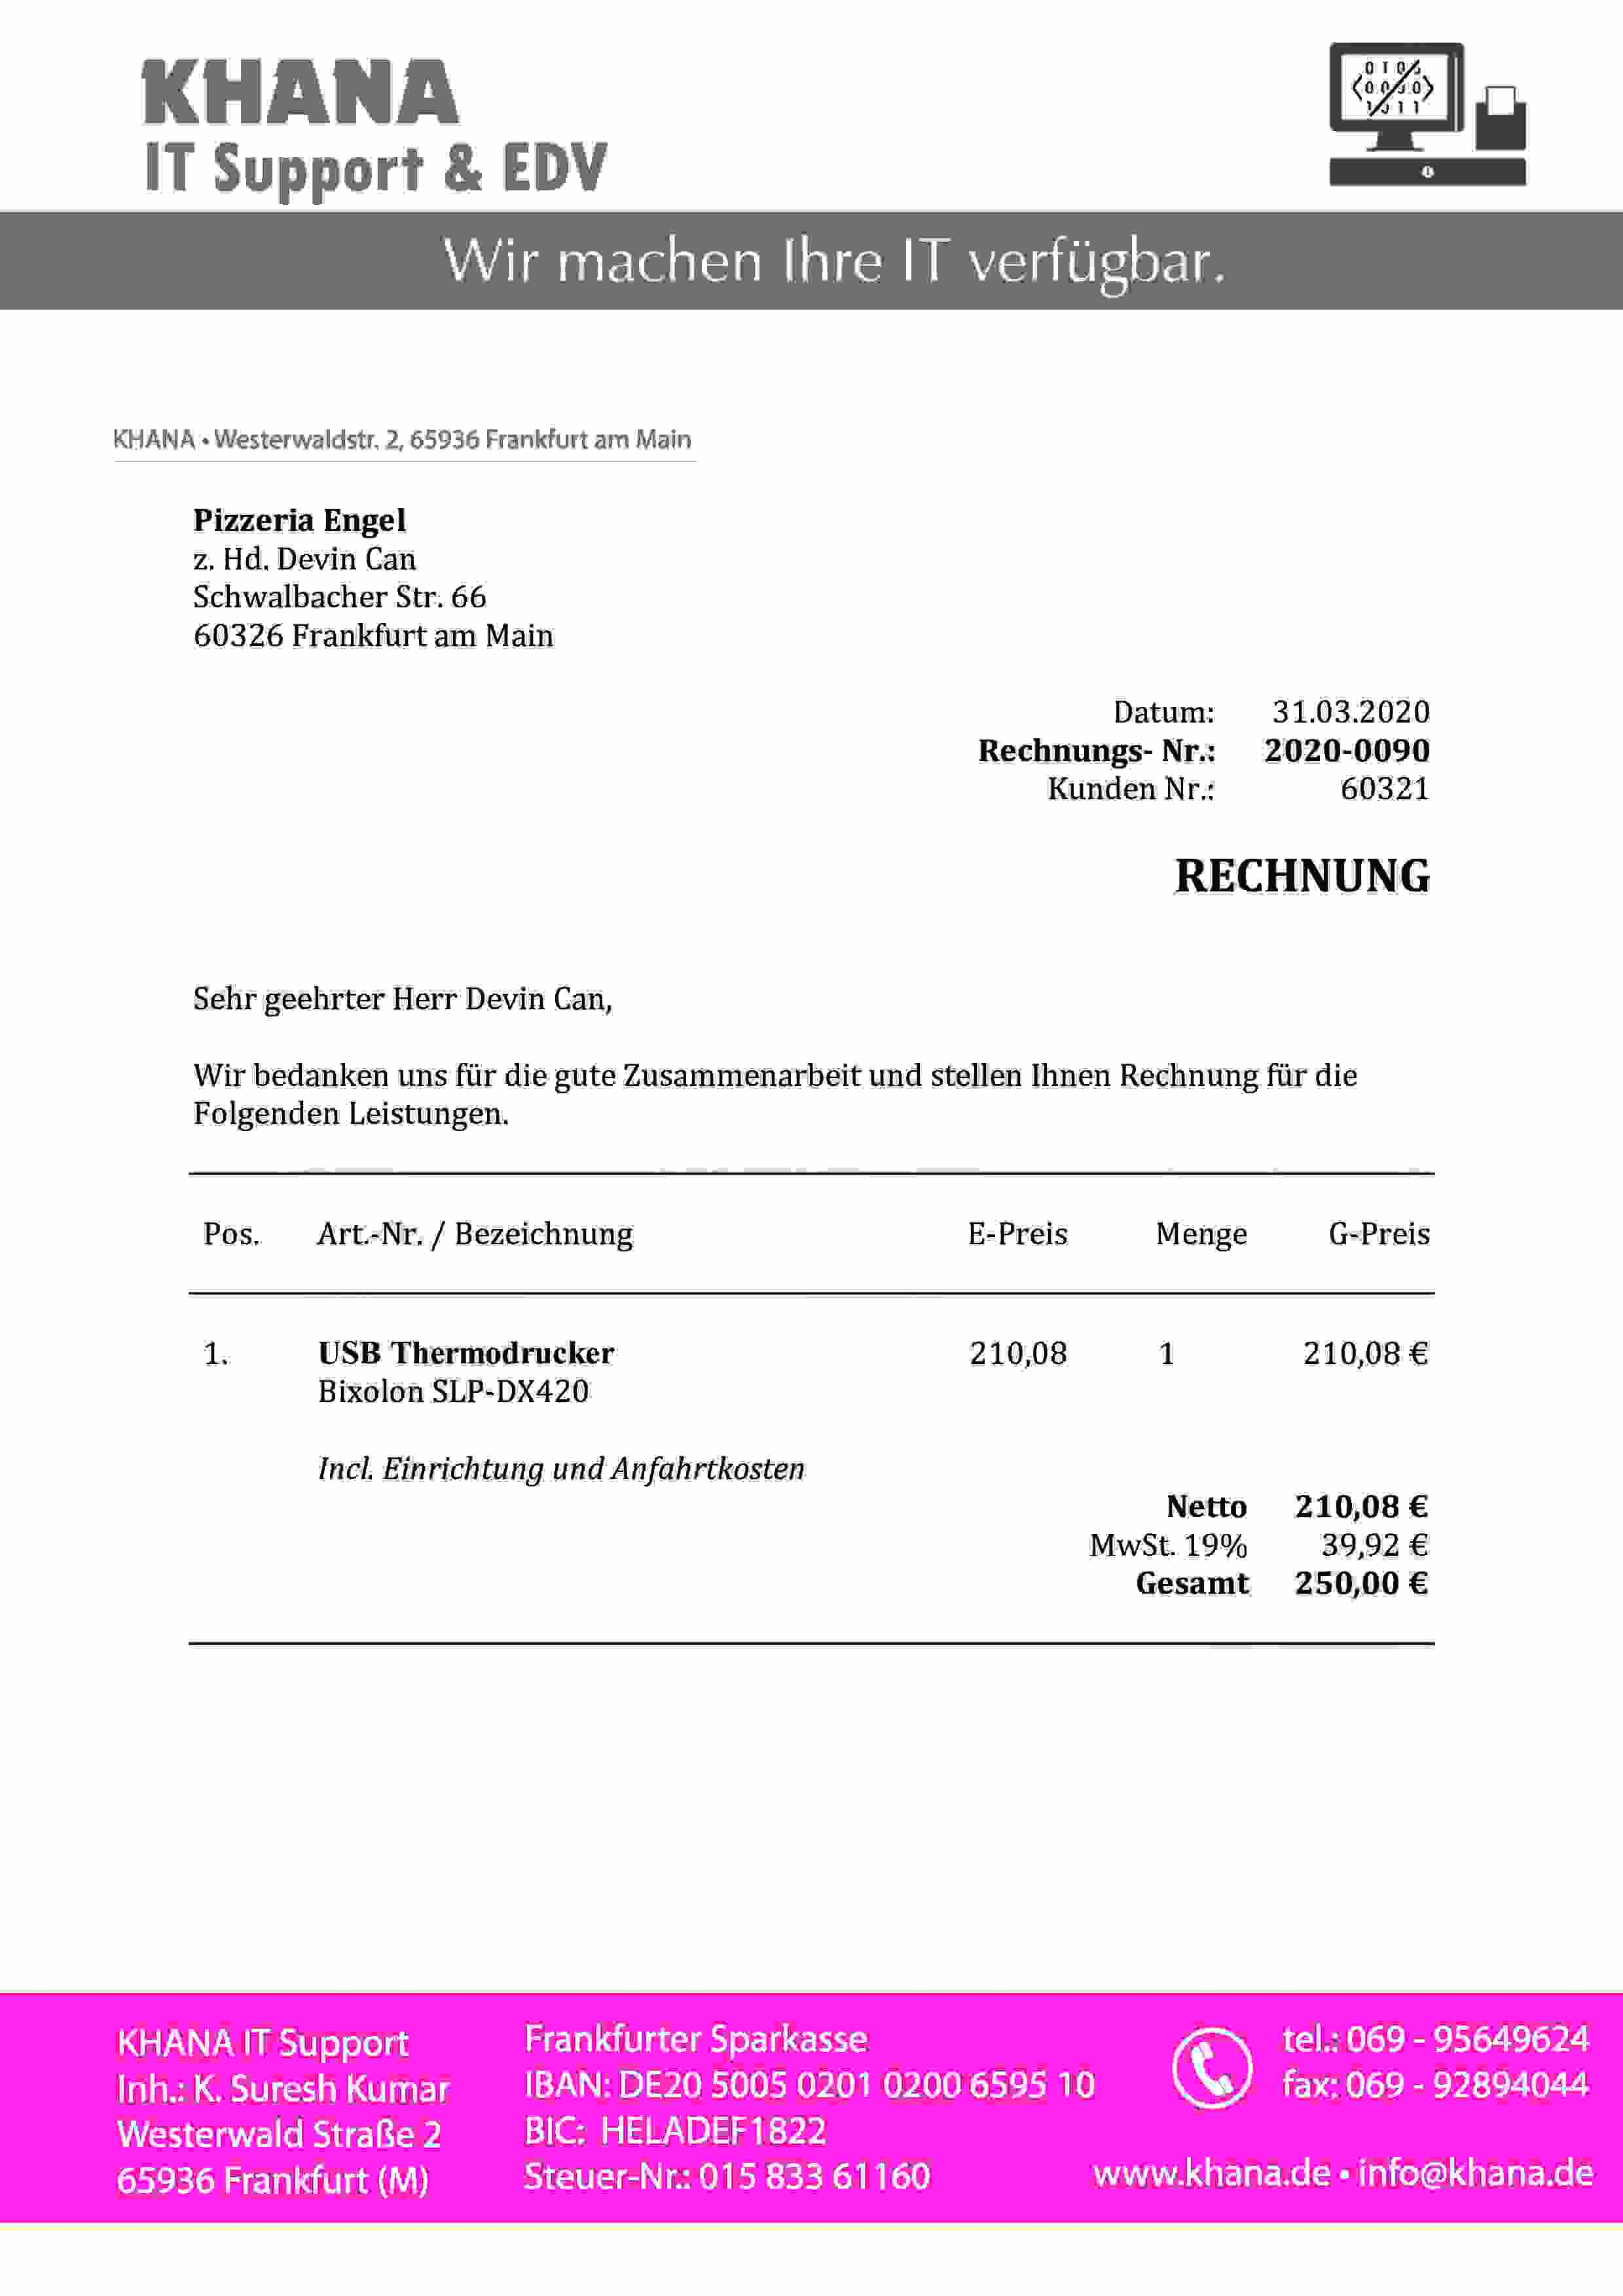 KHANA
IT Support & EDV
Wir machen Ihre IT verfügbar.
KHANA • Westerwaldstr. 2, 65936 Frankfurt am Main
Pizzeria Engel
z. Hd. Devin Can
Schwalbacher Str. 66
60326 Frankfurt am Main
Datum: 31.03.2020
Rechnungs- Nr.: 2020-0090
Kunden Nr.: 60321
RECHNUNG
Sehr geehrter Herr Devin Can,
Wir bedanken uns für die gute Zusammenarbeit und stellen Ihnen Rechnung für die
Folgenden Leistungen.
Pos. Art.-Nr. / Bezeichnung E-Preis Menge G-Preis
1. USB Thermodrucker 210,08 1 210,08 €
Bixolon SLP-DX420
Incl. Einrichtung und Anfahrtkosten
Netto 210,08 €
MwSt. 19% 39,92 €
Gesamt 250,00 €
KHANA IT Support
Inh.: K. Suresh Kumar
Westerwald Straße 2
65936 Frankfurt (M)
Frankfurter Sparkasse
IBAN: DE20 5005 0201 0200 6595 10
BIC: HELADEF1822
Steuer-Nr.: 015 833 61160
tel.: 069 - 95649624
fax: 069 - 92894044
www.khana.de • info@khana.de